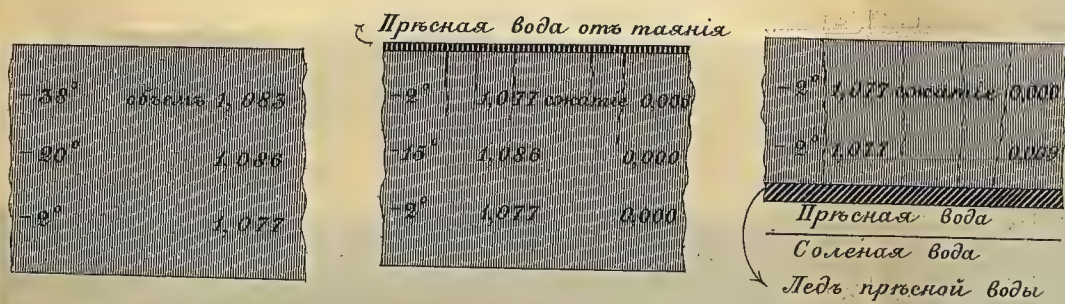 Прѣсная вода отъ таянія
−38° объемъ 1,083
−20° 1,086
−2° 1,077
−2° 1,077 сжатіе 0,006
−15° 1,086 0,000
−2° 1,077 0,000
−2° 1,077 сжатіе 0,000
−2° 1,077 0,009
Прѣсная вода
Соленая вода
Ледъ прѣсной воды